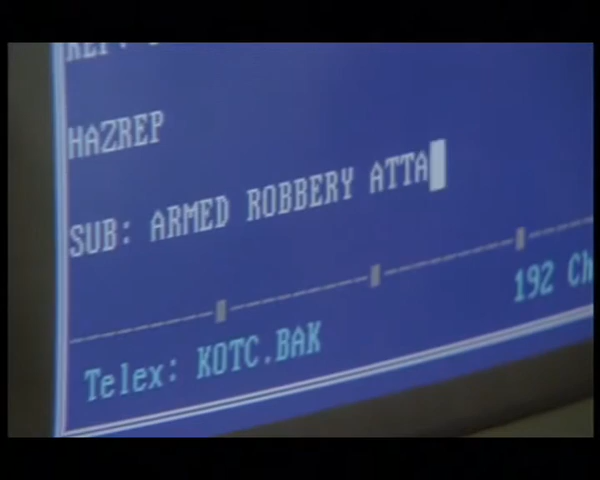 HAZREP
SUB: ARMED ROBBERY ATTA
192 Ch
Telex: KOTC.BAK